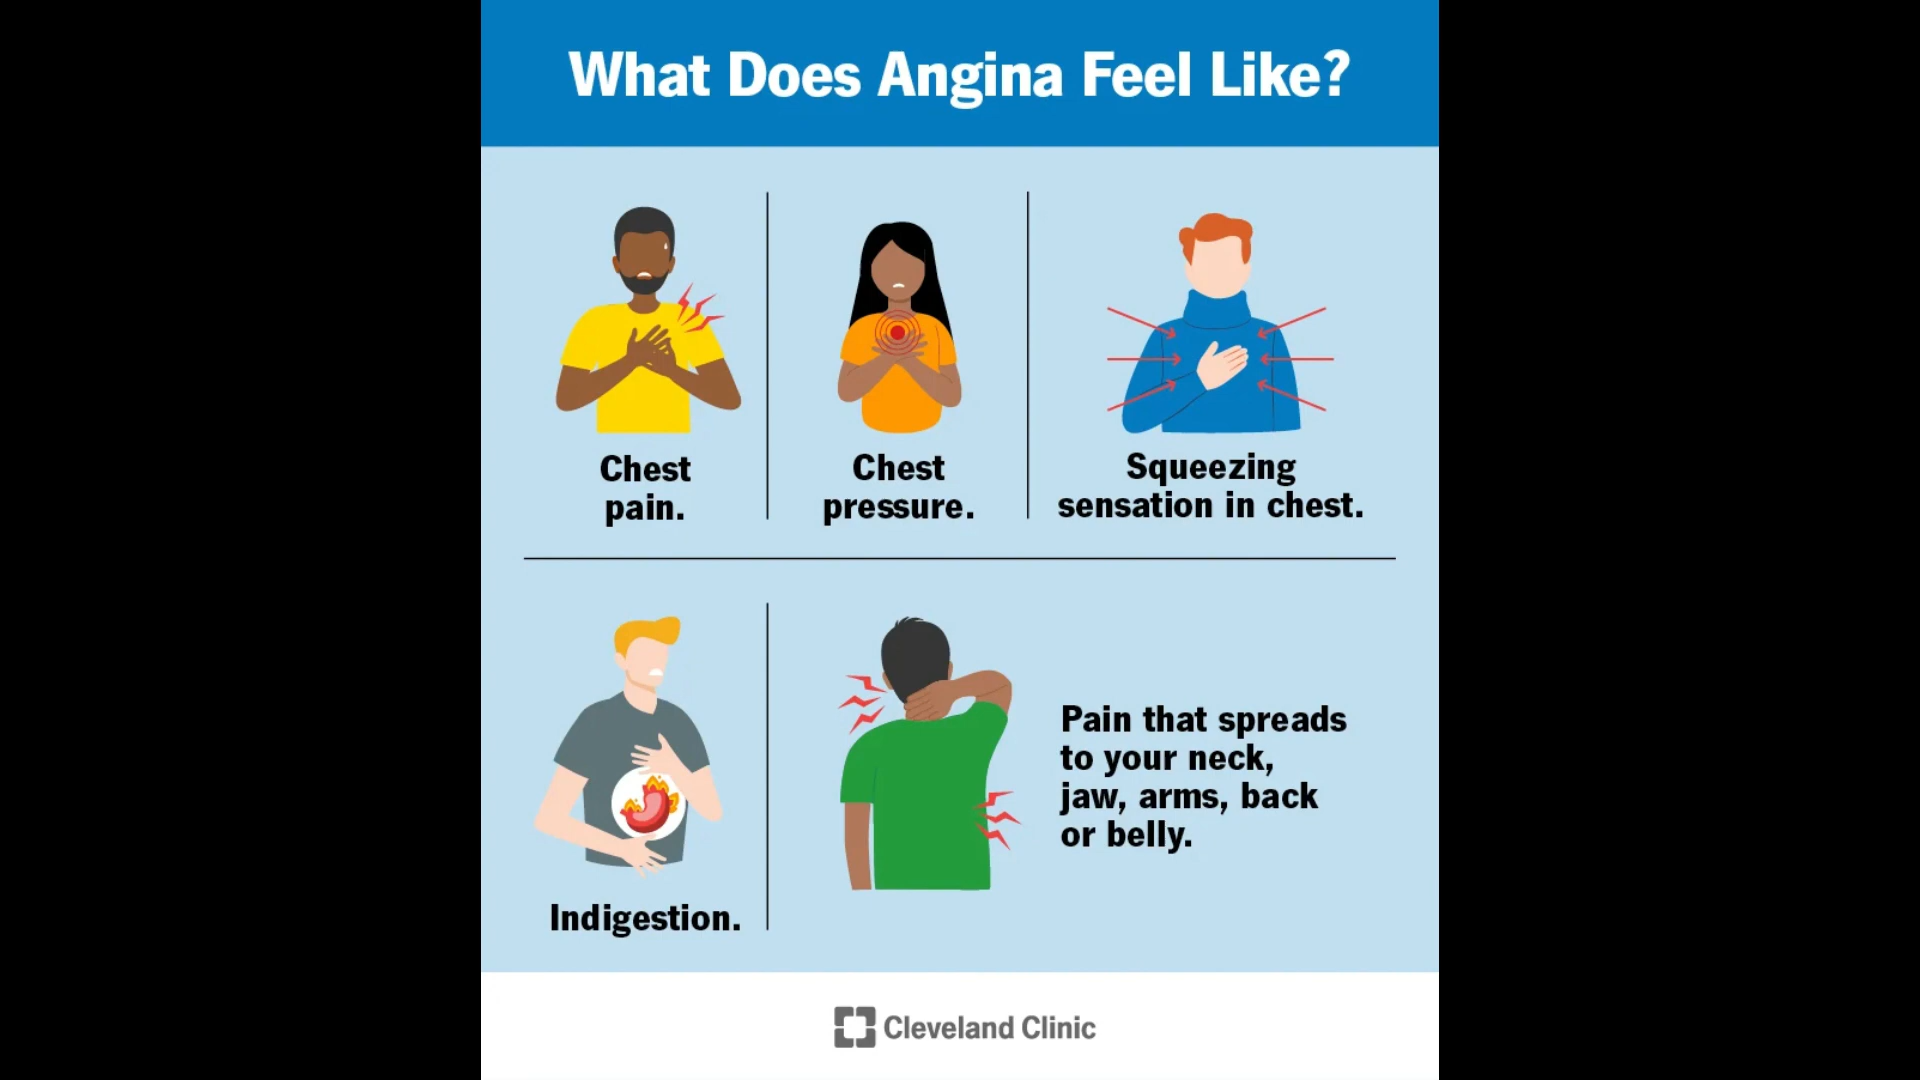 What Does Angina Feel Like?
Chest
pain.
Chest
pressure.
Squeezing
sensation in chest.
Indigestion.
Pain that spreads
to your neck,
jaw, arms, back
or belly.
Cleveland Clinic